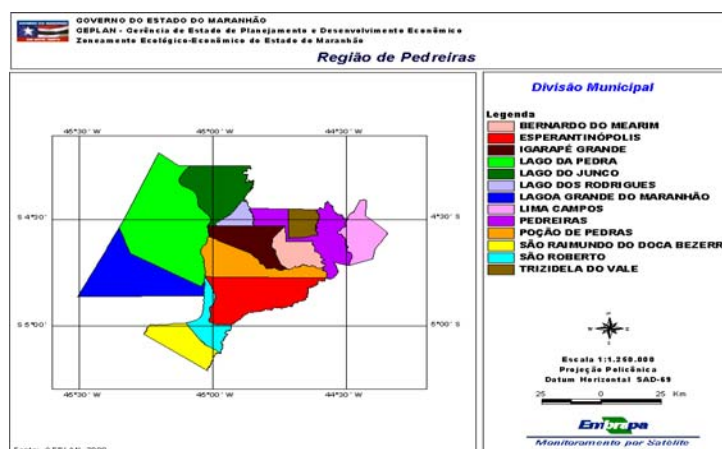 GOVERNO DO ESTADO DO MARANHÃO
GEPLAN - Gerência de Estado de Planejamento e Desenvolvimento Econômico
Zoneamento Ecológico-Econômico do Estado do Maranhão
Região de Pedreiras
Divisão Municipal
Legenda
BERNARDO DO MEARIM
ESPERANTINÓPOLIS
IGARAPÉ GRANDE
LAGO DA PEDRA
LAGO DO JUNCO
LAGO DOS RODRIGUES
LAGOA GRANDE DO MARANHÃO
LIMA CAMPOS
PEDREIRAS
POÇÃO DE PEDRAS
SÃO RAIMUNDO DO DOCA BEZERR
SÃO ROBERTO
TRIZIDELA DO VALE
45°30' W 45°00' W 44°30' W
S 4°30' 4°30' S
S 5°00' 5°00' S
45°30' W 45°00' W 44°30' W
Escala 1:1.250.000
Projeção Policônica
Datum Horizontal SAD-69
25 0 25 Km
Embrapa
Monitoramento por Satélite